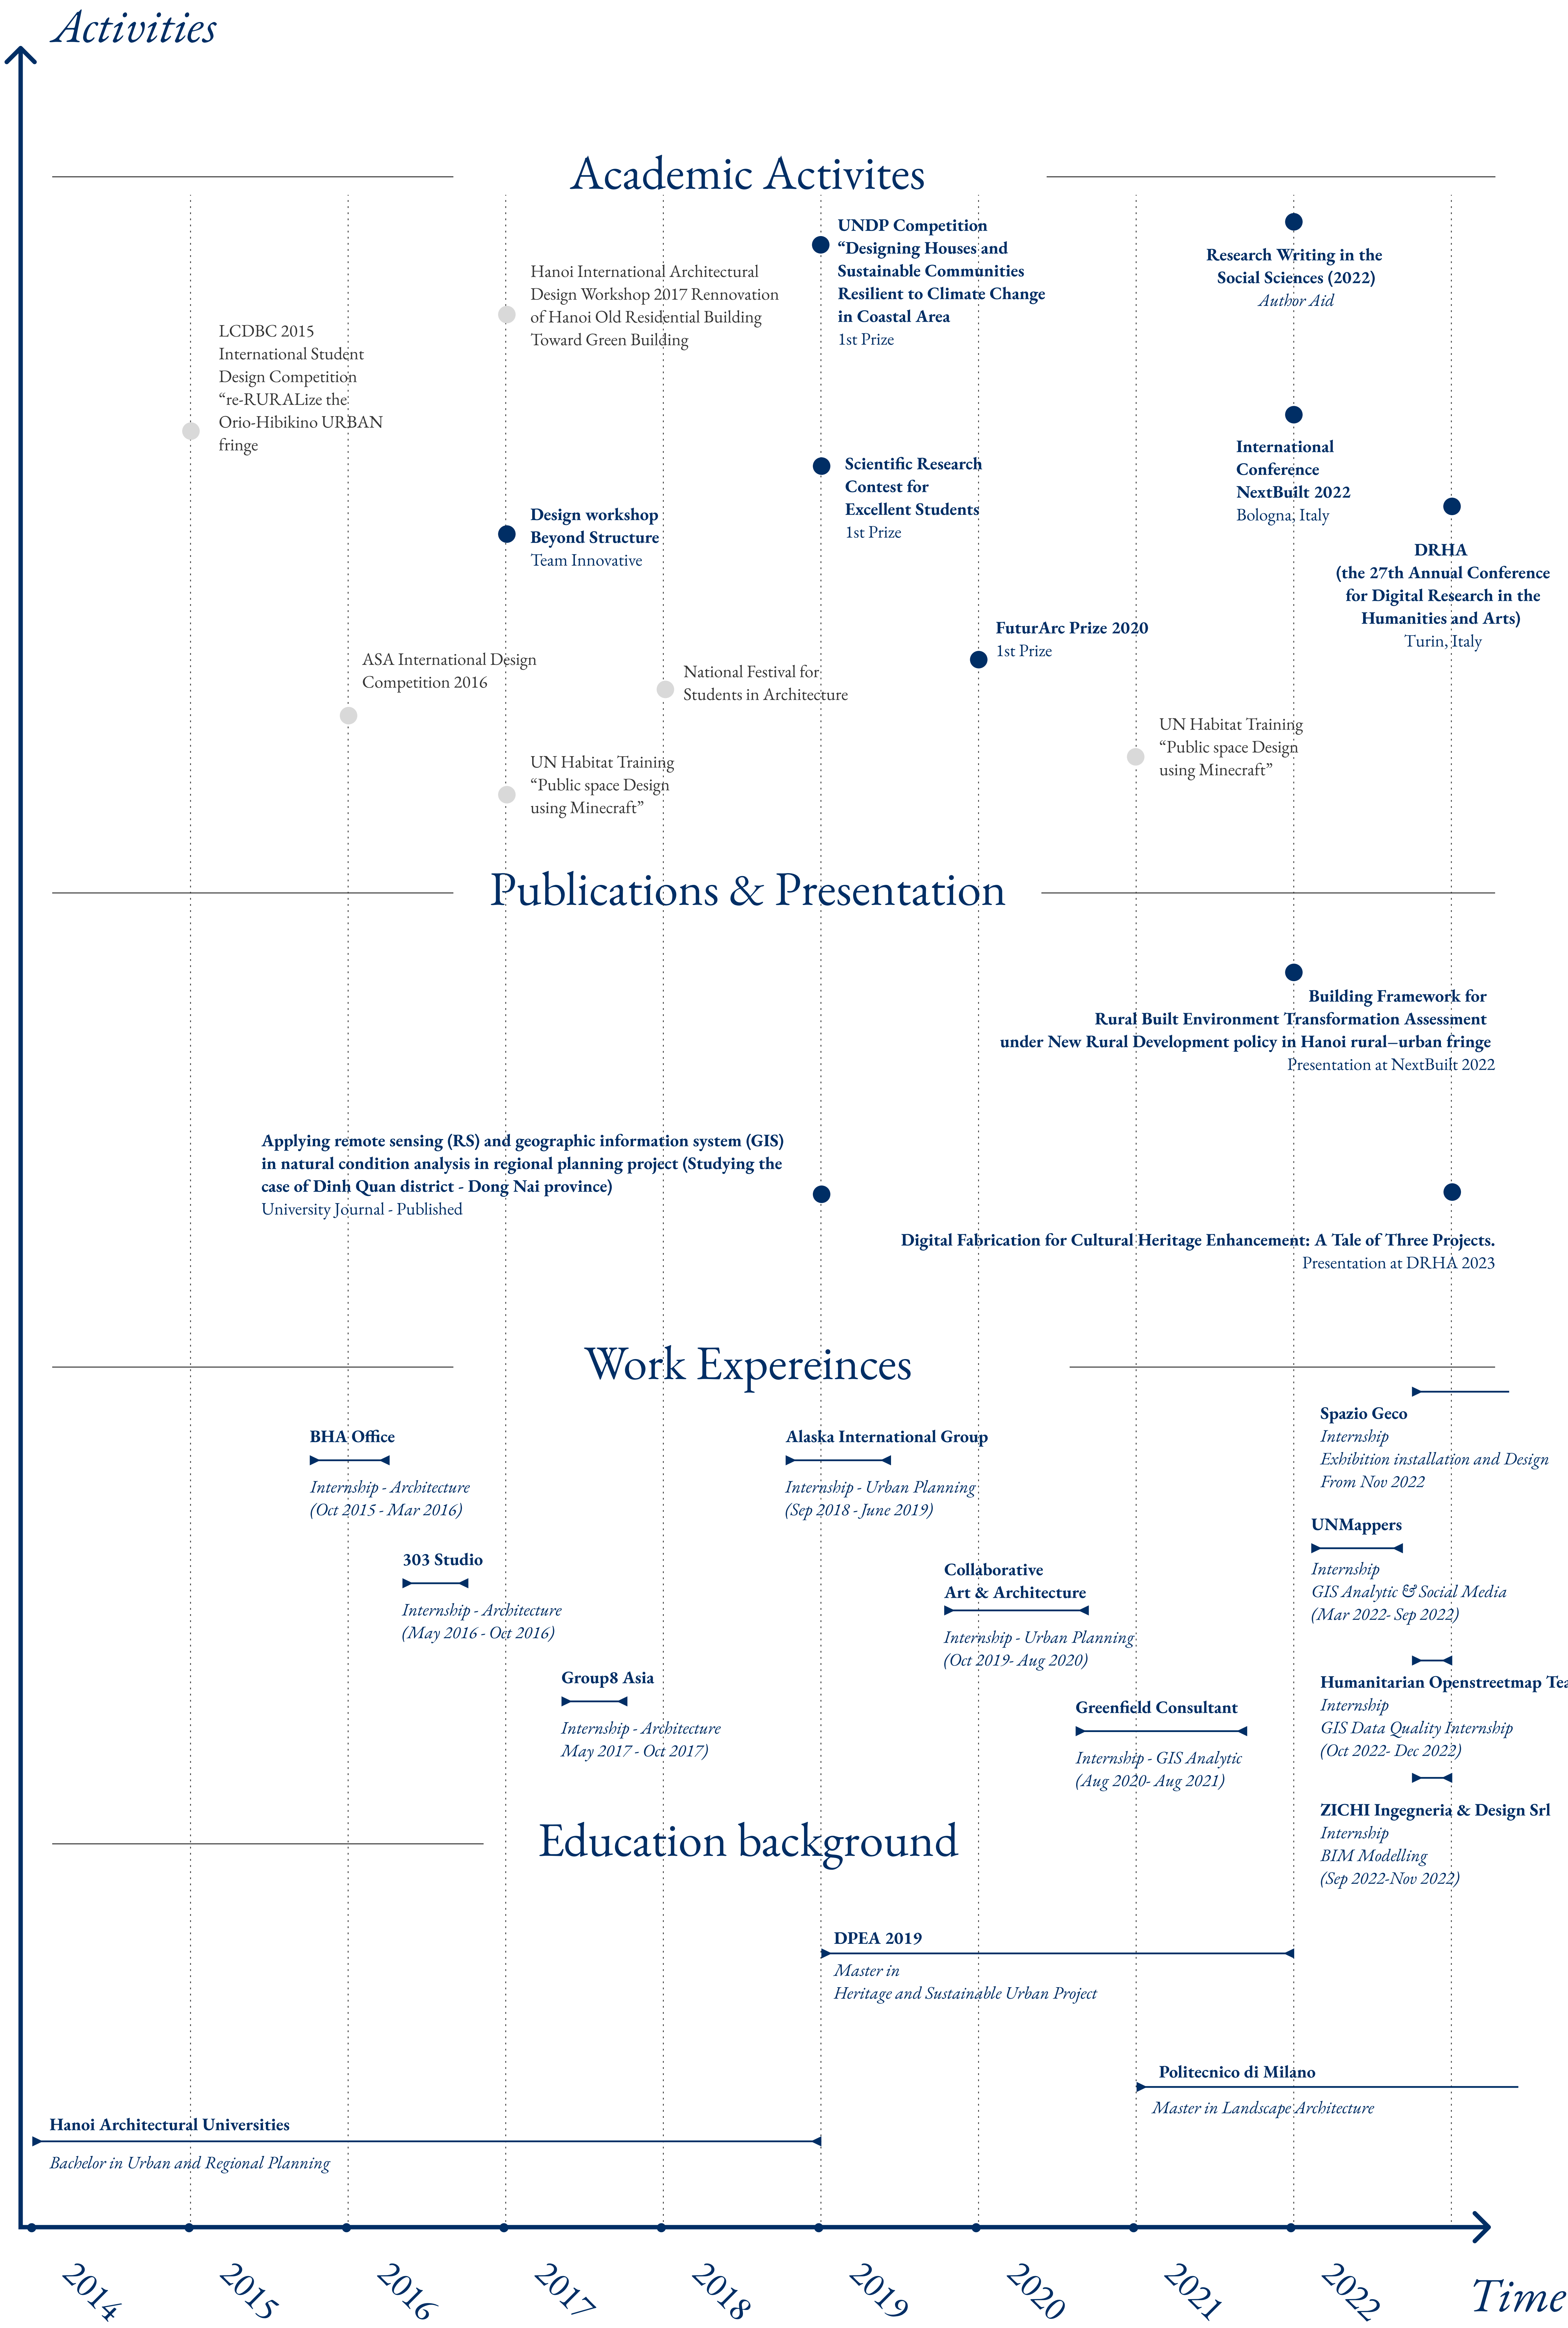 Activities
Academic Activites
UNDP Competition
“Designing Houses and
Sustainable Communities
Resilient to Climate Change
in Coastal Area
1st Prize
Research Writing in the
Social Sciences (2022)
Author Aid
Hanoi International Architectural
Design Workshop 2017 Rennovation
of Hanoi Old Residential Building
Toward Green Building
LCDBC 2015
International Student
Design Competition
“re-RURALize the
Orio-Hibikino URBAN
fringe
International
Conference
NextBuilt 2022
Bologna, Italy
Scientific Research
Contest for
Excellent Students
1st Prize
Design workshop
Beyond Structure
Team Innovative
DRHA
(the 27th Annual Conference
for Digital Research in the
Humanities and Arts)
Turin, Italy
FuturArc Prize 2020
1st Prize
ASA International Design
Competition 2016
National Festival for
Students in Architecture
UN Habitat Training
“Public space Design
using Minecraft”
UN Habitat Training
“Public space Design
using Minecraft”
Publications & Presentation
Building Framework for
Rural Built Environment Transformation Assessment
under New Rural Development policy in Hanoi rural–urban fringe
Presentation at NextBuilt 2022
Applying remote sensing (RS) and geographic information system (GIS)
in natural condition analysis in regional planning project (Studying the
case of Dinh Quan district - Dong Nai province)
University Journal - Published
Digital Fabrication for Cultural Heritage Enhancement: A Tale of Three Projects.
Presentation at DRHA 2023
Work Expereinces
BHA Office
Internship - Architecture
(Oct 2015 - Mar 2016)
Alaska International Group
Internship - Urban Planning
(Sep 2018 - June 2019)
Spazio Geco
Internship
Exhibition installation and Design
From Nov 2022
UNMappers
Internship
GIS Analytic & Social Media
(Mar 2022- Sep 2022)
303 Studio
Internship - Architecture
(May 2016 - Oct 2016)
Collaborative
Art & Architecture
Internship - Urban Planning
(Oct 2019- Aug 2020)
Group8 Asia
Internship - Architecture
May 2017 - Oct 2017)
Humanitarian Openstreetmap Tea
Internship
GIS Data Quality Internship
(Oct 2022- Dec 2022)
Greenfield Consultant
Internship - GIS Analytic
(Aug 2020- Aug 2021)
ZICHI Ingegneria & Design Srl
Internship
BIM Modelling
(Sep 2022-Nov 2022)
Education background
DPEA 2019
Master in
Heritage and Sustainable Urban Project
Politecnico di Milano
Master in Landscape Architecture
Hanoi Architectural Universities
Bachelor in Urban and Regional Planning
2014
2015
2016
2017
2018
2019
2020
2021
2022
Time